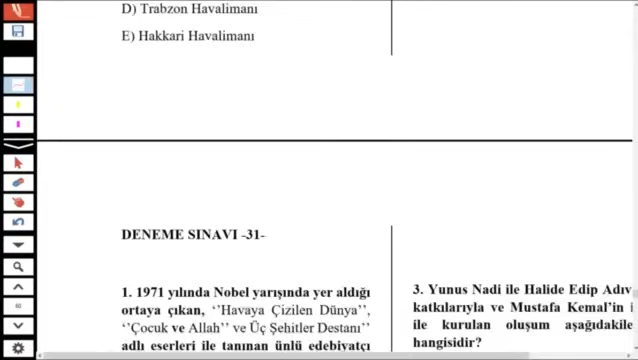 D) Trabzon Havalimanı
E) Hakkari Havalimanı
DENEME SINAVI -31-
1. 1971 yılında Nobel yarışında yer aldığı
ortaya çıkan, ‘’Havaya Çizilen Dünya’’,
‘’Çocuk ve Allah’’ ve Üç Şehitler Destanı’’
adlı eserleri ile tanınan ünlü edebiyatçı
3. Yunus Nadi ile Halide Edip Adıv
katkılarıyla ve Mustafa Kemal’in i
ile kurulan oluşum aşağıdakile
hangisidir?